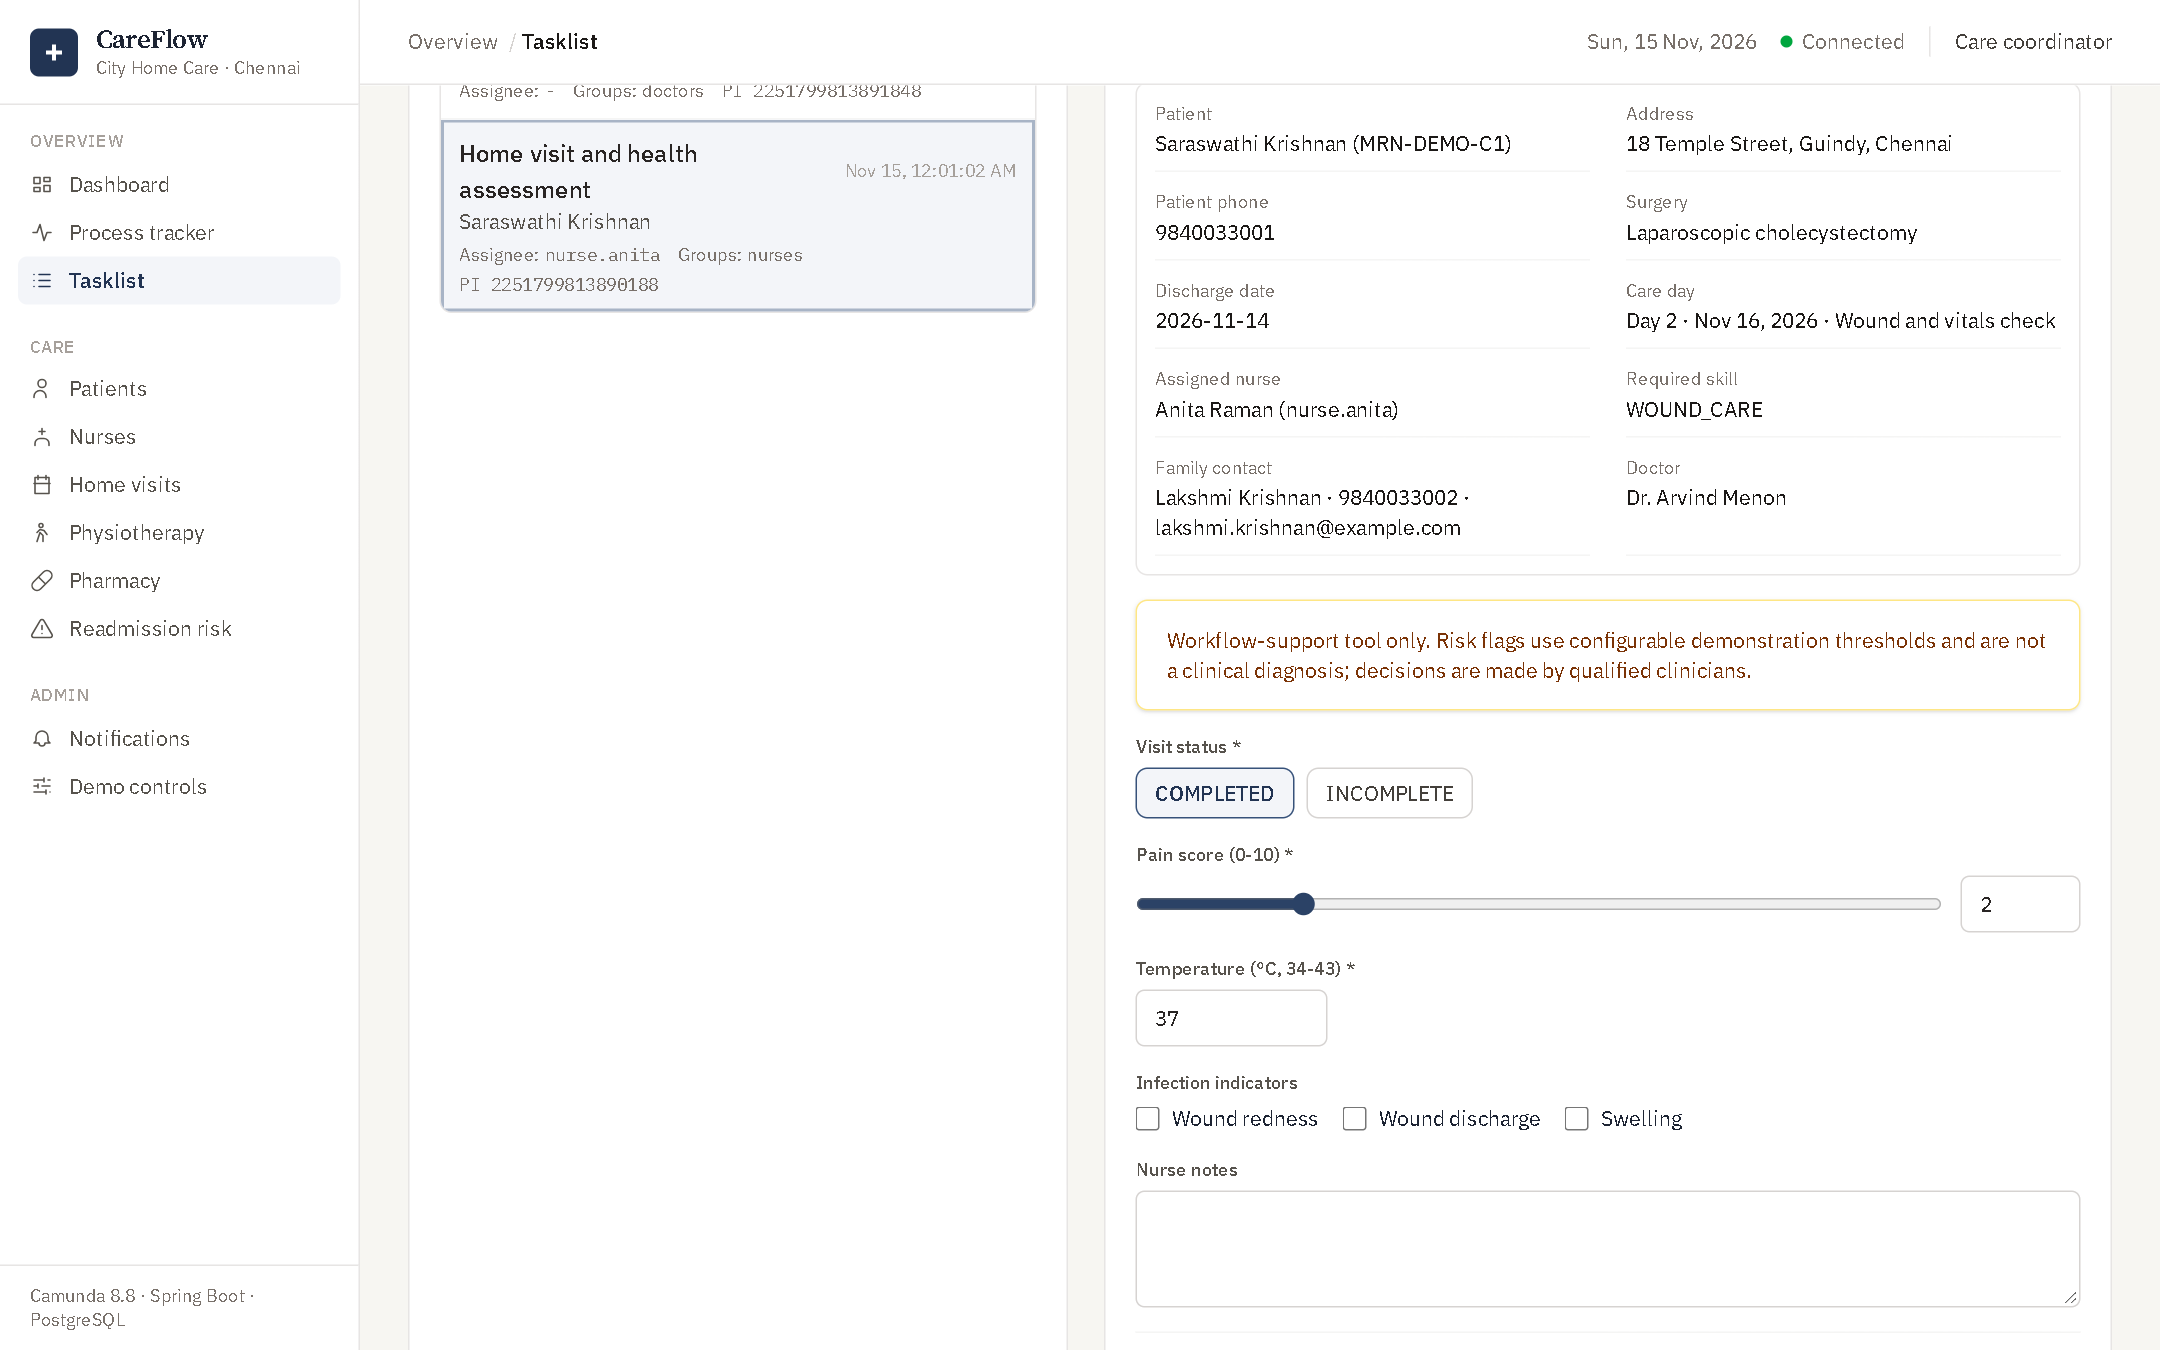 CareFlow
City Home Care · Chennai
OVERVIEW
Dashboard
Process tracker
Tasklist
CARE
Patients
Nurses
Home visits
Physiotherapy
Pharmacy
Readmission risk
ADMIN
Notifications
Demo controls
Camunda 8.8 · Spring Boot ·
PostgreSQL
Overview / Tasklist
Sun, 15 Nov, 2026
Connected
Care coordinator
Assignee: - Groups: doctors PI 2251799813891848
Home visit and health
assessment
Nov 15, 12:01:02 AM
Saraswathi Krishnan
Assignee: nurse.anita Groups: nurses
PI 2251799813890188
Patient
Saraswathi Krishnan (MRN-DEMO-C1)
Address
18 Temple Street, Guindy, Chennai
Patient phone
9840033001
Surgery
Laparoscopic cholecystectomy
Discharge date
2026-11-14
Care day
Day 2 · Nov 16, 2026 · Wound and vitals check
Assigned nurse
Anita Raman (nurse.anita)
Required skill
WOUND_CARE
Family contact
Lakshmi Krishnan · 9840033002 ·
lakshmi.krishnan@example.com
Doctor
Dr. Arvind Menon
Workflow-support tool only. Risk flags use configurable demonstration thresholds and are not
a clinical diagnosis; decisions are made by qualified clinicians.
Visit status *
COMPLETED
INCOMPLETE
Pain score (0-10) *
2
Temperature (°C, 34-43) *
37
Infection indicators
Wound redness
Wound discharge
Swelling
Nurse notes